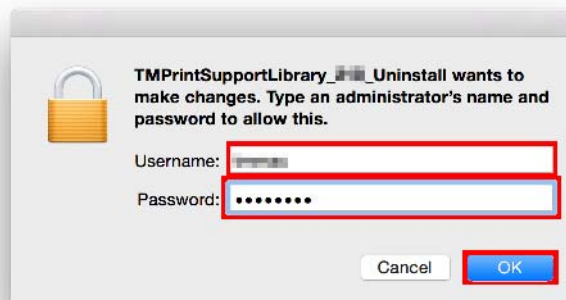 TMPrintSupportLibrary_ _Uninstall wants to
make changes. Type an administrator's name and
password to allow this.
Username:
Password: ••••••••
Cancel OK